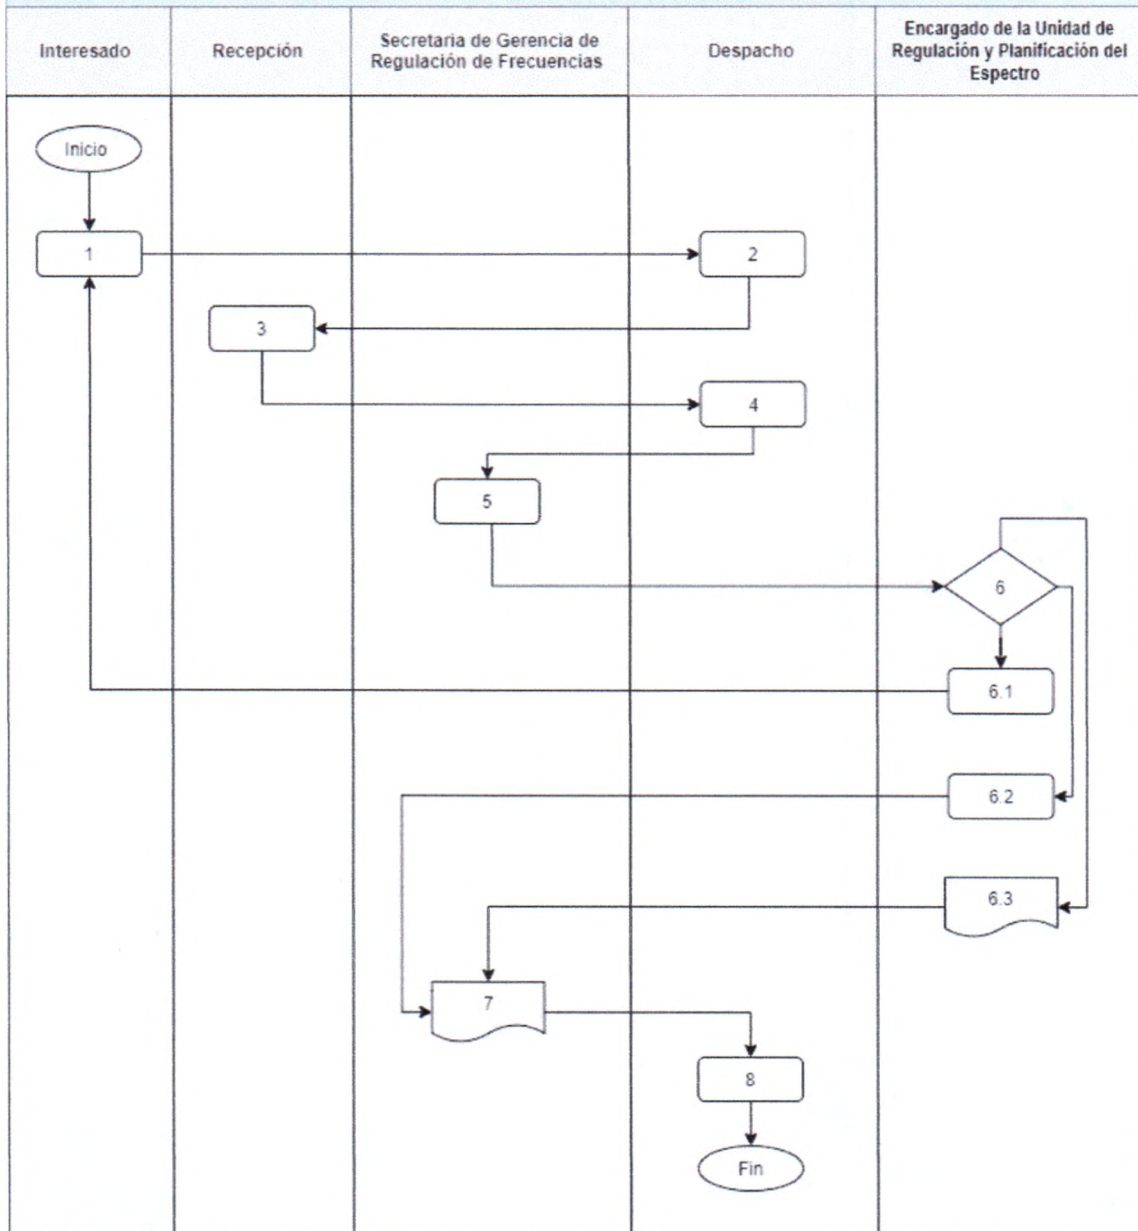 Interesado
Recepción
Secretaria de Gerencia de
Regulación de Frecuencias
Despacho
Encargado de la Unidad de
Regulación y Planificación del
Espectro
Inicio
1
2
3
4
5
6
6.1
6.2
6.3
7
8
Fin